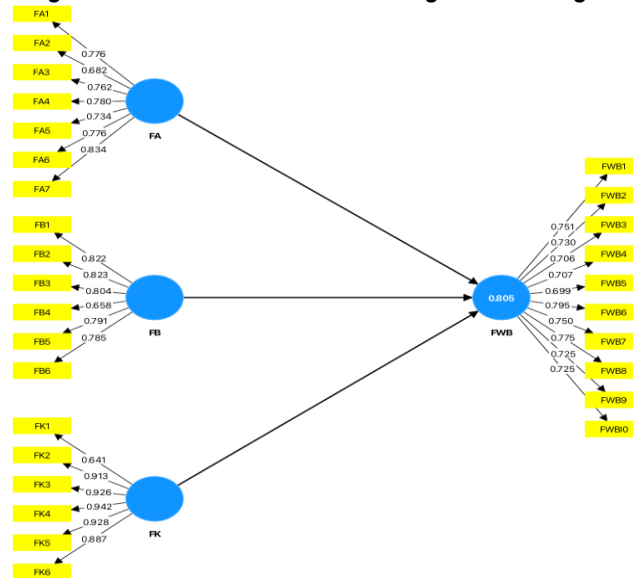 FA1
FA2
FA3
FA4
FA5
FA6
FA7
0.776
0.682
0.762
0.780
0.734
0.776
0.834
FA
FB1
FB2
FB3
FB4
FB5
FB6
0.822
0.823
0.804
0.658
0.791
0.785
FB
FK1
FK2
FK3
FK4
FK5
FK6
0.641
0.913
0.926
0.942
0.928
0.887
FK
0.805
FWB
0.751
0.730
0.706
0.707
0.699
0.795
0.750
0.775
0.725
0.725
FWB1
FWB2
FWB3
FWB4
FWB5
FWB6
FWB7
FWB8
FWB9
FWBI0